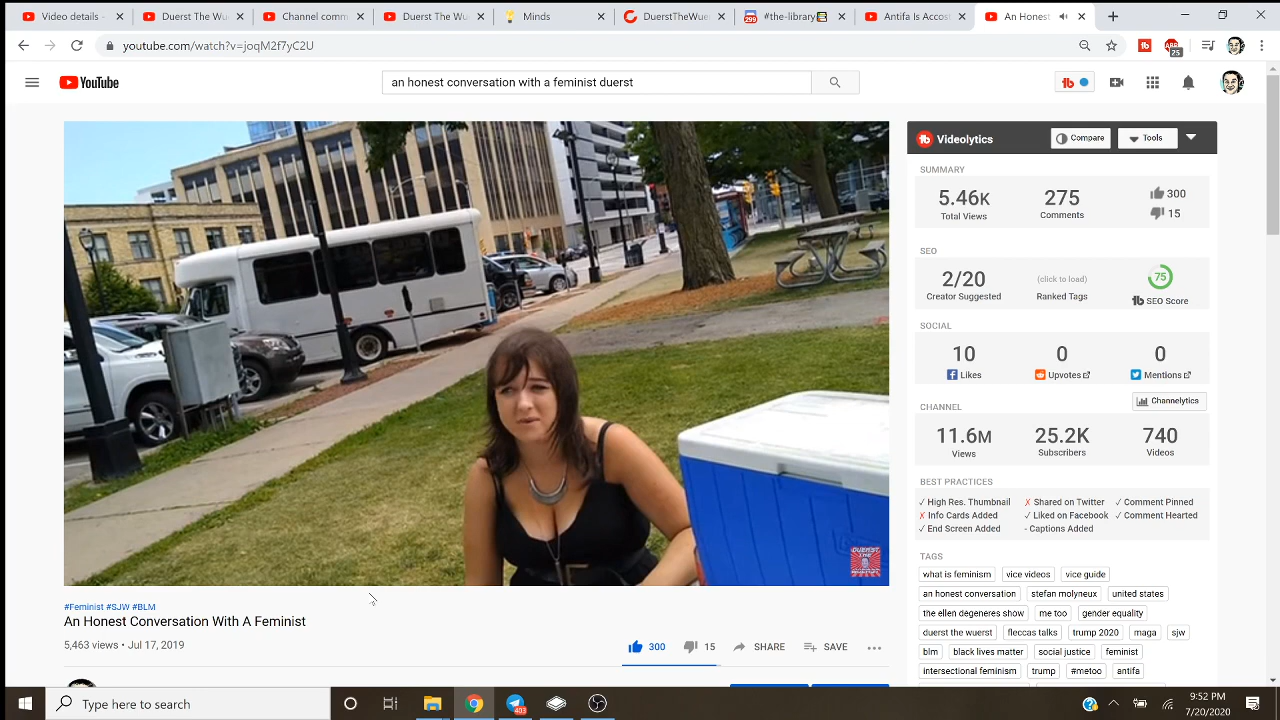 Video details -
Duerst The Wu
Channel comm
Duerst The Wu
Minds
DuerstTheWuer
299 #the-library
Antifa Is Accos
An Honest
youtube.com/watch?v=joqM2f7yC2U
25
YouTube
an honest conversation with a feminist duerst
tb
Videolytics
Compare
Tools
SUMMARY
5.46K
275
300
15
Total Views
Comments
SEO
2/20
(click to load)
75
Creator Suggested
Ranked Tags
tb SEO Score
SOCIAL
10
0
0
Likes
Upvotes
Mentions
CHANNEL
Channelytics
11.6M
25.2K
740
Views
Subscribers
Videos
BEST PRACTICES
✓ High Res. Thumbnail
✗ Shared on Twitter
✓ Comment Pinned
✗ Info Cards Added
✓ Liked on Facebook
✓ Comment Hearted
✓ End Screen Added
- Captions Added
TAGS
what is feminism
vice videos
vice guide
an honest conversation
stefan molyneux
united states
the ellen degeneres show
me too
gender equality
duerst the wuerst
fleccas talks
trump 2020
maga
sjw
blm
black lives matter
social justice
feminist
intersectional feminism
trump
#metoo
antifa
DUERST
THE
#Feminist #SJW #BLM
An Honest Conversation With A Feminist
5,463 views • Jul 17, 2019
300
15
SHARE
SAVE
Type here to search
403
9:52 PM
7/20/2020